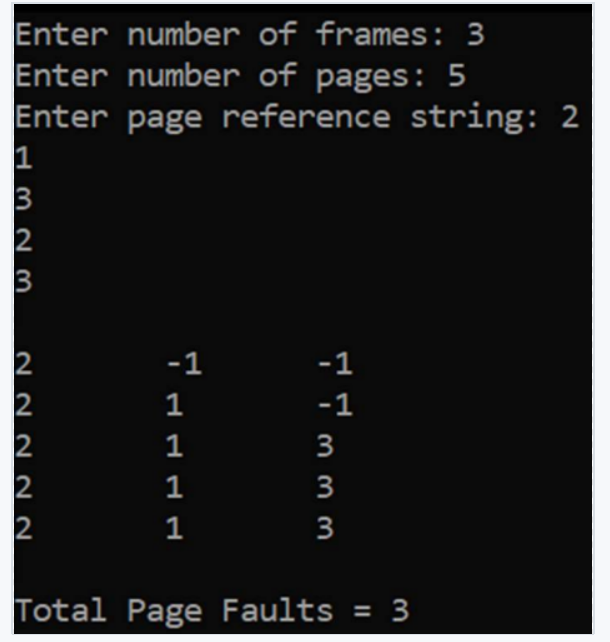 Enter number of frames: 3
Enter number of pages: 5
Enter page reference string: 2
1
3
2
3
2 -1 -1
2 1 -1
2 1 3
2 1 3
2 1 3
Total Page Faults = 3